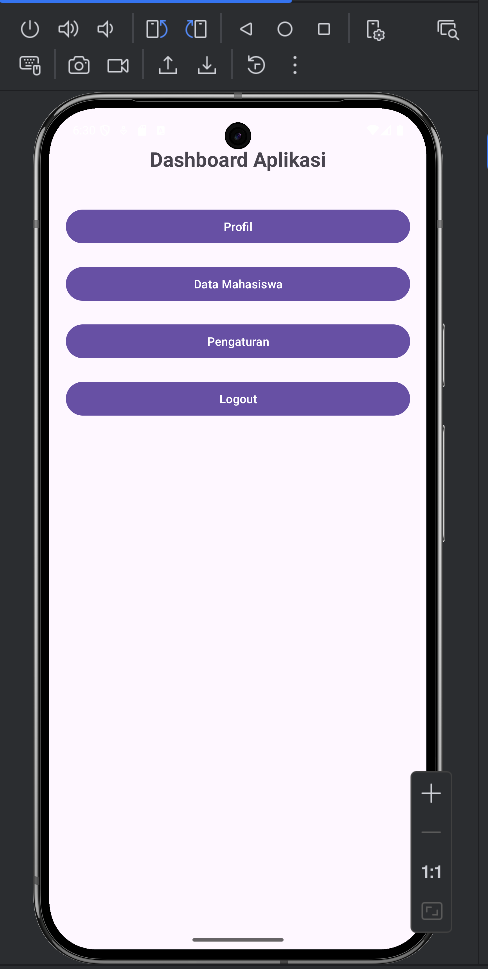 Dashboard Aplikasi
Profil
Data Mahasiswa
Pengaturan
Logout
1:1